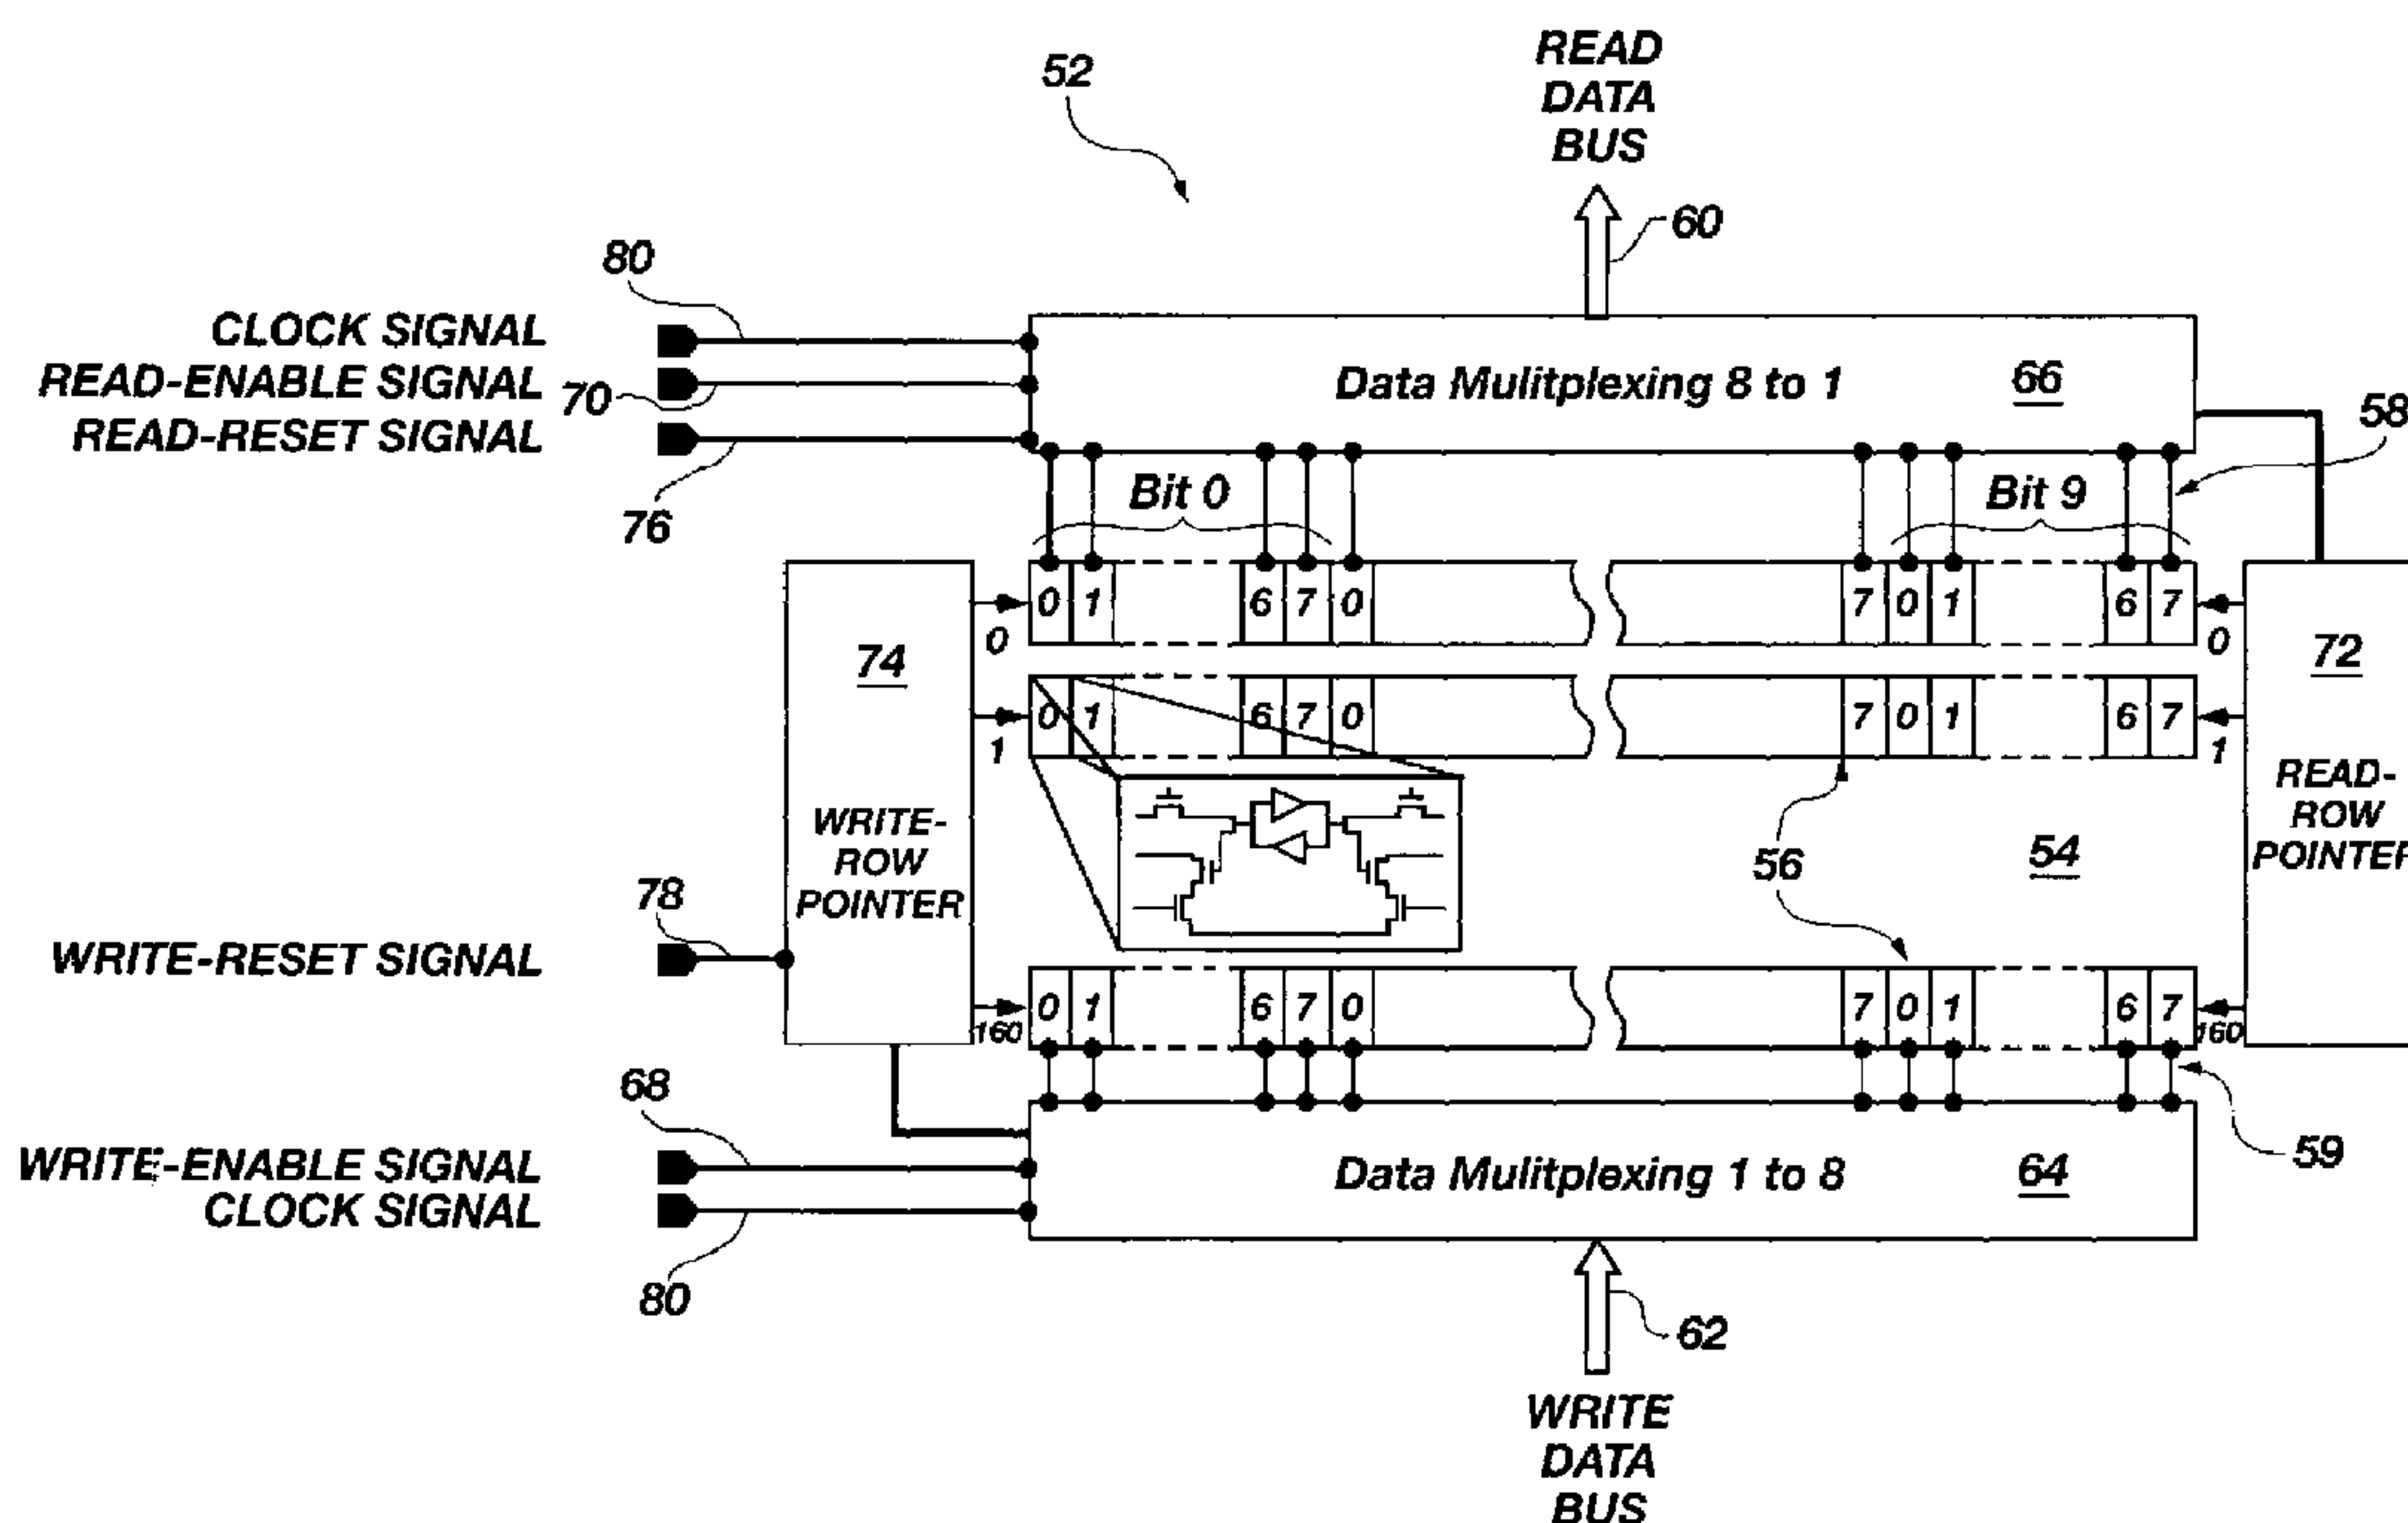 READ
DATA
BUS
52
60
80
CLOCK SIGNAL
READ-ENABLE SIGNAL
70
READ-RESET SIGNAL
76
Data Mulitplexing 8 to 1
66
58
Bit 0
Bit 9
0 1 6 7 0 7 0 1 6 7
0
0
74
72
0 1 6 7 0 7 0 1 6 7
1
1
WRITE-
ROW
POINTER
READ-
ROW
POINTER
56
54
78
WRITE-RESET SIGNAL
0 1 6 7 0 7 0 1 6 7
160
160
68
59
WRITE-ENABLE SIGNAL
CLOCK SIGNAL
80
Data Mulitplexing 1 to 8
64
62
WRITE
DATA
BUS